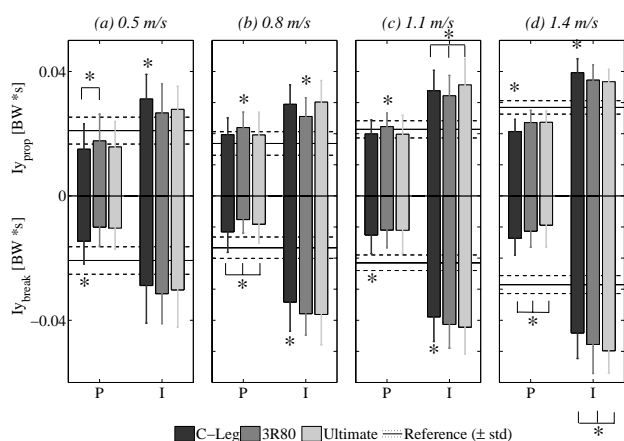 (a) 0.5 m/s (b) 0.8 m/s (c) 1.1 m/s (d) 1.4 m/s
0.04
0
−0.04
Iy_prop [BW *s]
Iy_break [BW *s]
* * * * * * * *
* * * * * *
P I P I P I P I
*
C−Leg 3R80 Ultimate Reference (± std)